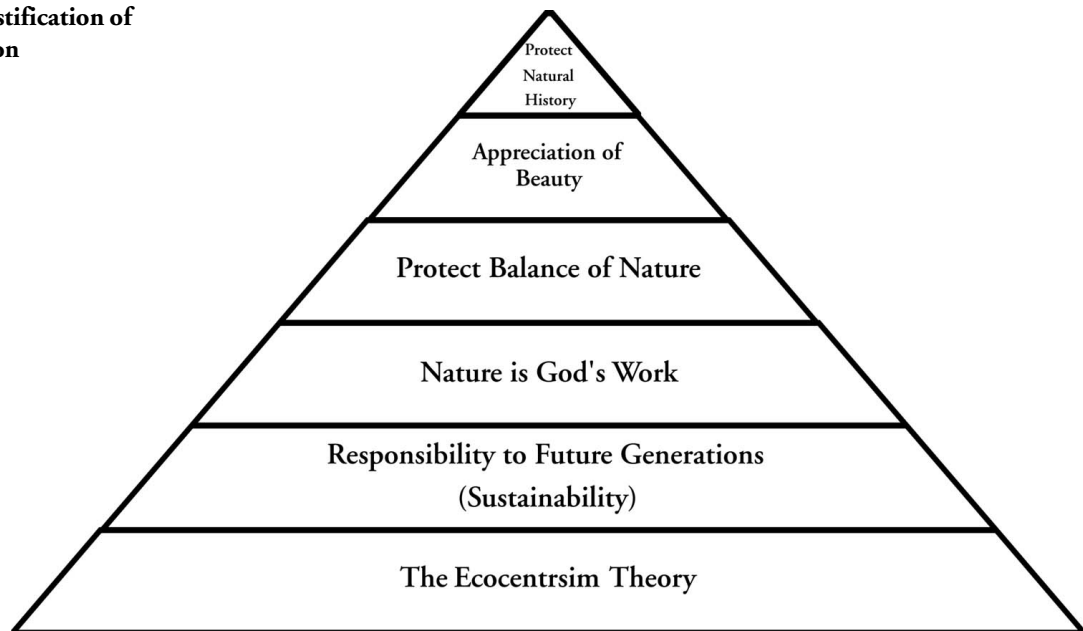 stification of
on
Protect
Natural
History
Appreciation of
Beauty
Protect Balance of Nature
Nature is God's Work
Responsibility to Future Generations
(Sustainability)
The Ecocentrsim Theory